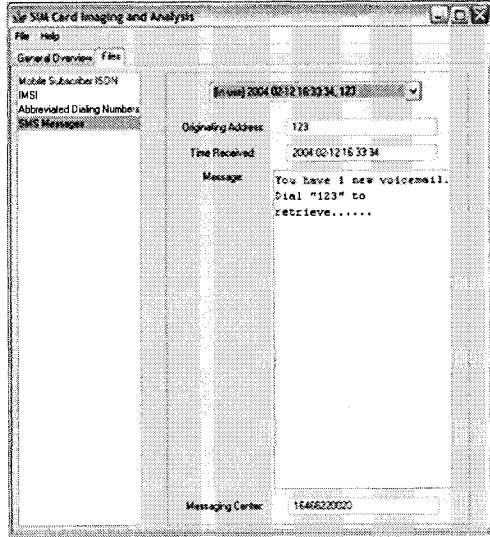 SIM Card Imaging and Analysis
File Help
General Overview Files
Mobile Subscriber ISDN
IMSI
Abbreviated Dialing Numbers
SMS Messages
[In use] 2004 02-12 16:33 34, 123
Originating Address: 123
Time Received: 2004 02-12 16 33 34
Message: You have 1 new voicemail.
Dial "123" to
retrieve......
Messaging Center: 16466220020